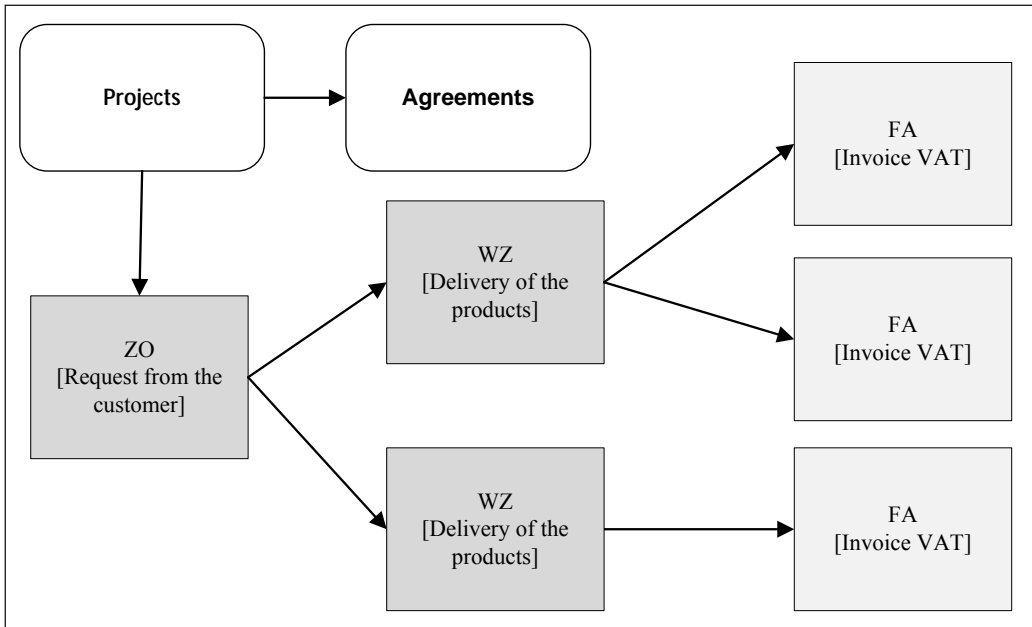 Projects
Agreements
FA
[Invoice VAT]
WZ
[Delivery of the
products]
FA
[Invoice VAT]
ZO
[Request from the
customer]
WZ
[Delivery of the
products]
FA
[Invoice VAT]